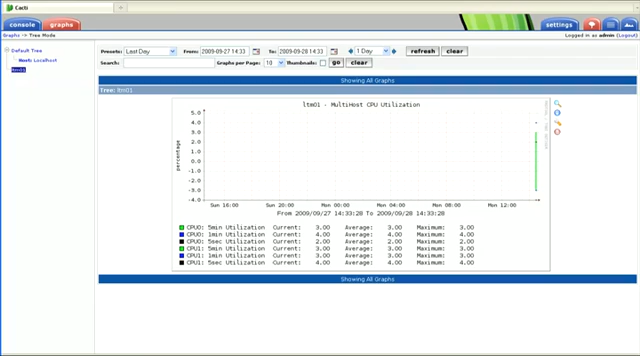 Cacti
console graphs settings
Graphs -> Tree Mode Logged in as admin (Logout)
Default Tree
Host: Localhost
ltm01
Presets: Last Day From: 2009-09-27 14:33 To: 2009-09-28 14:33 1 Day refresh clear
Search: Graphs per Page: 10 Thumbnails: go clear
Showing All Graphs
Tree: ltm01
ltm01 - MultiHost CPU Utilization
percentage
5.0
4.0
3.0
2.0
1.0
0.0
-1.0
-2.0
-3.0
-4.0
Sun 16:00 Sun 20:00 Mon 00:00 Mon 04:00 Mon 08:00 Mon 12:00
From 2009/09/27 14:33:28 To 2009/09/28 14:33:28
CPU0: 5min Utilization Current: 3.00 Average: 3.00 Maximum: 3.00
CPU0: 1min Utilization Current: 4.00 Average: 4.00 Maximum: 4.00
CPU0: 5sec Utilization Current: 2.00 Average: 2.00 Maximum: 2.00
CPU1: 5min Utilization Current: 3.00 Average: 3.00 Maximum: 3.00
CPU1: 1min Utilization Current: 3.00 Average: 3.00 Maximum: 3.00
CPU1: 5sec Utilization Current: 4.00 Average: 4.00 Maximum: 4.00
Showing All Graphs